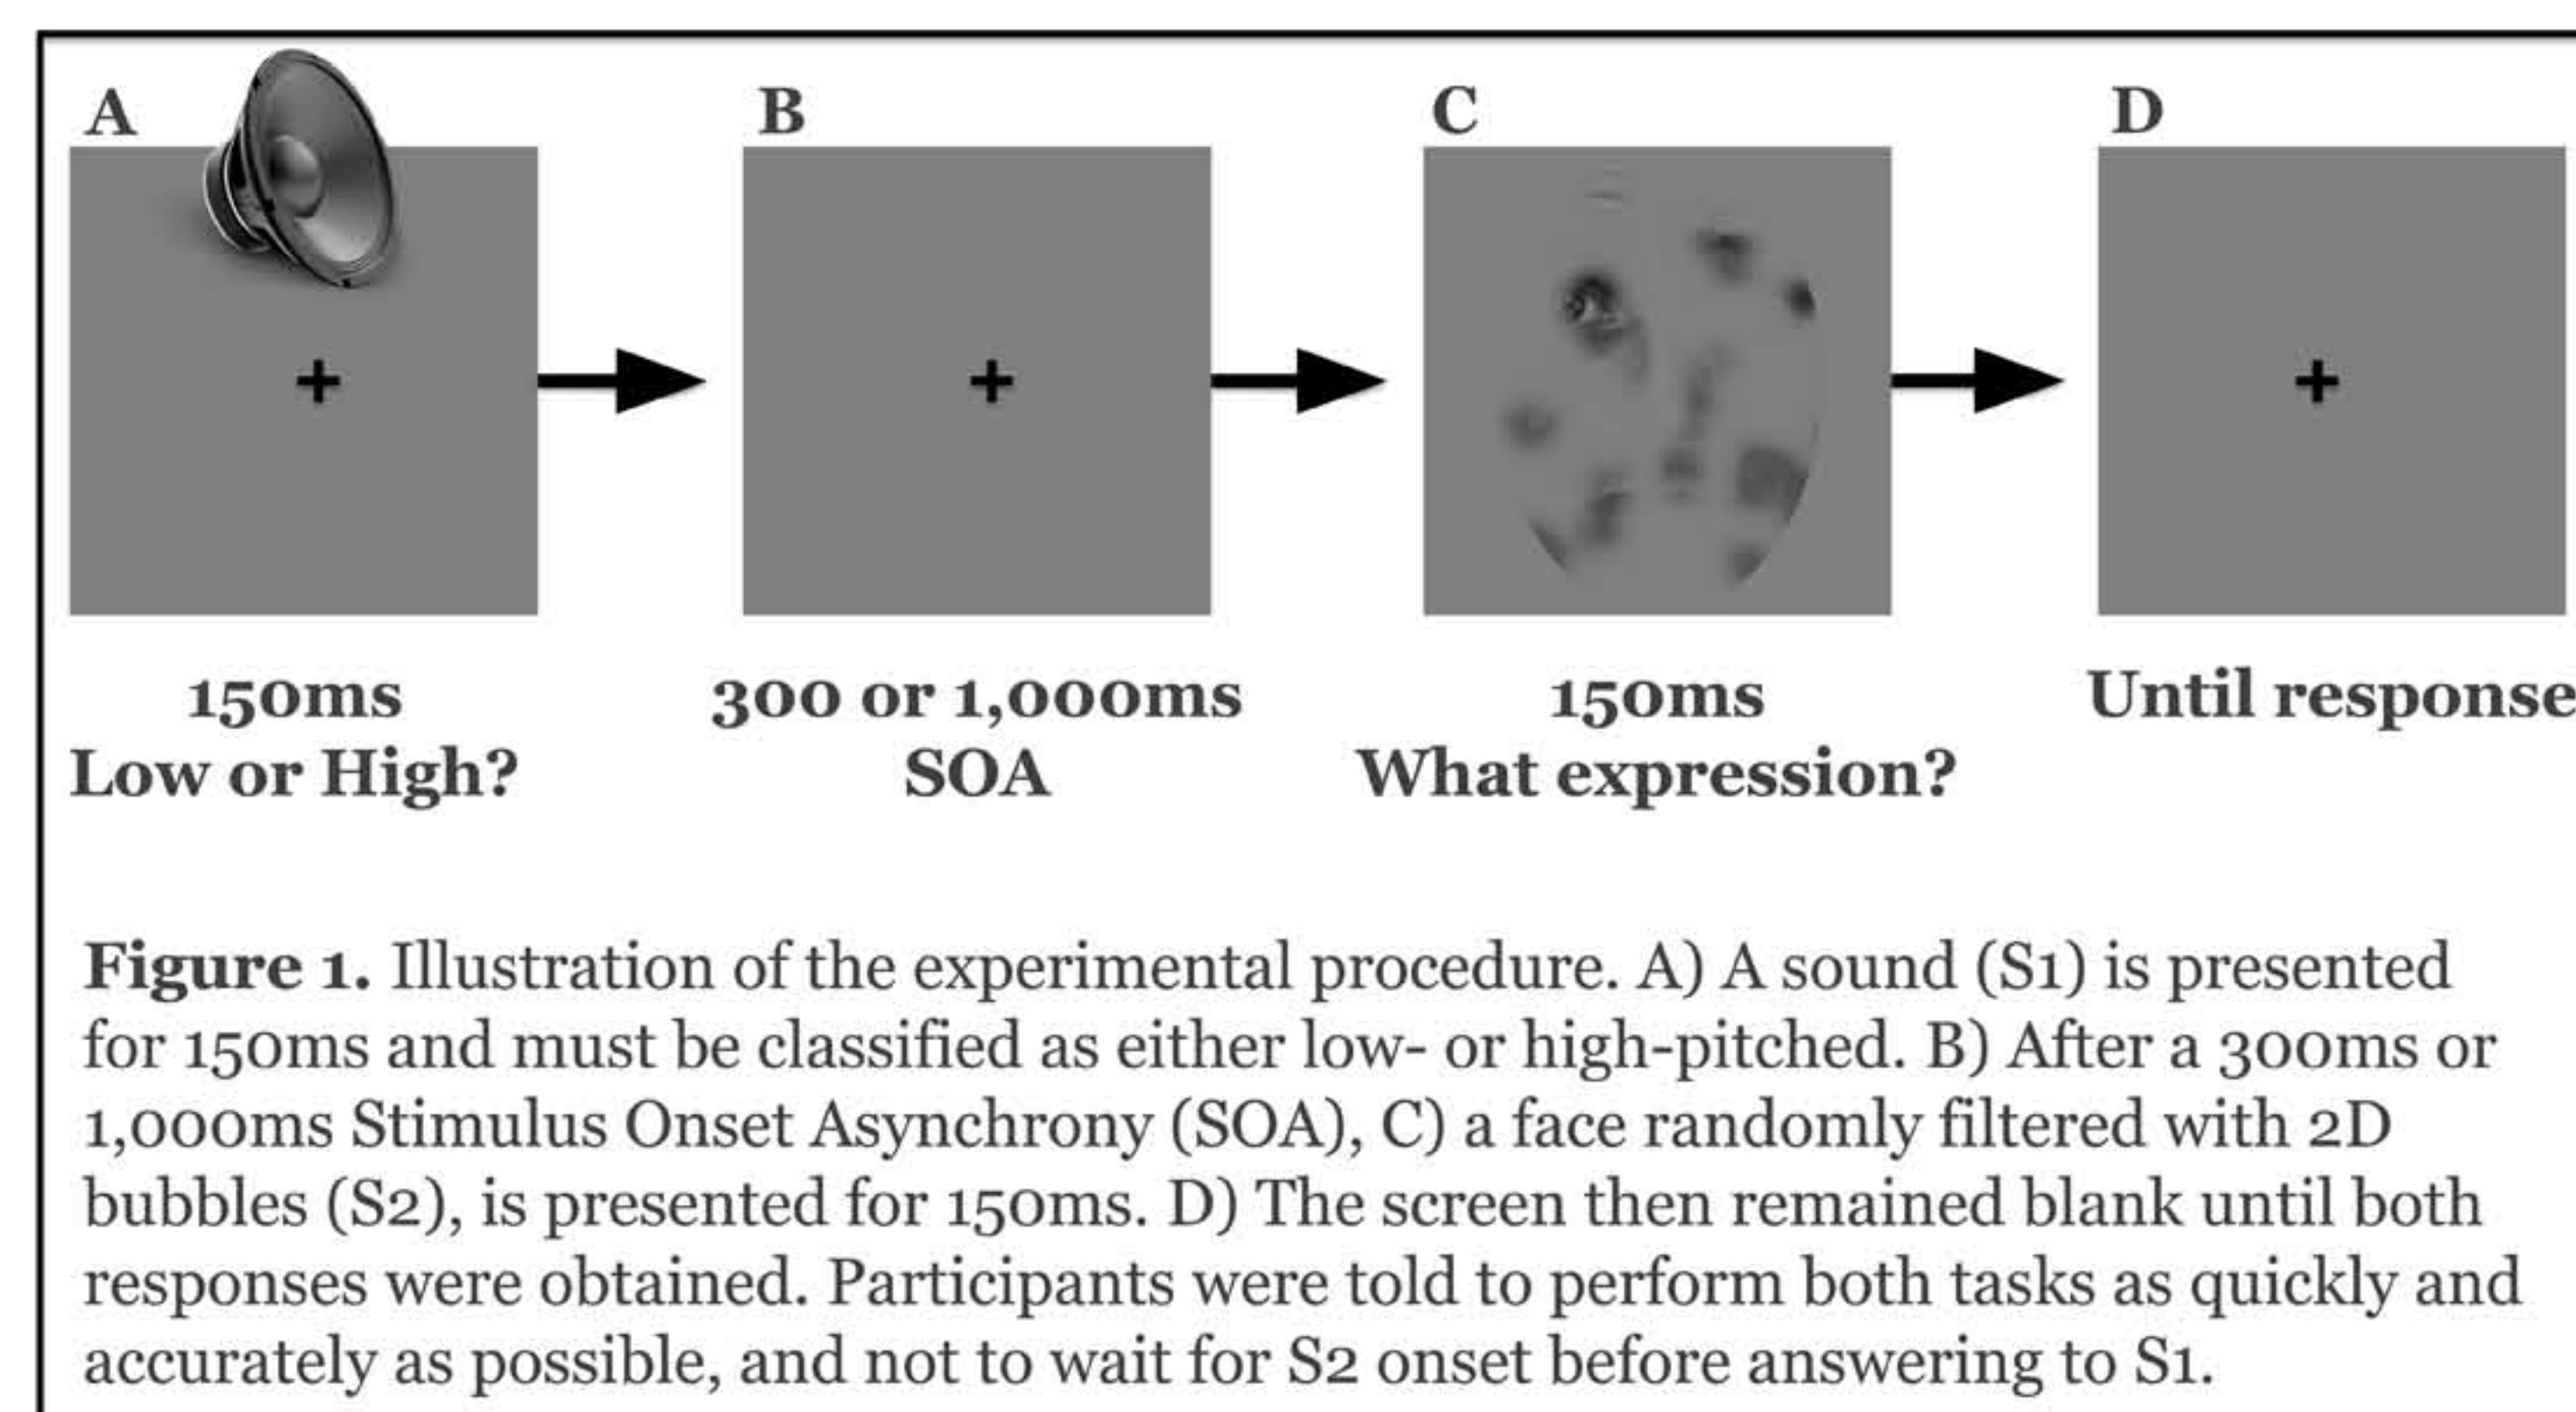 A B C D
+ + +
150ms 300 or 1,000ms 150ms Until response
Low or High? SOA What expression?
Figure 1. Illustration of the experimental procedure. A) A sound (S1) is presented
for 150ms and must be classified as either low- or high-pitched. B) After a 300ms or
1,000ms Stimulus Onset Asynchrony (SOA), C) a face randomly filtered with 2D
bubbles (S2), is presented for 150ms. D) The screen then remained blank until both
responses were obtained. Participants were told to perform both tasks as quickly and
accurately as possible, and not to wait for S2 onset before answering to S1.